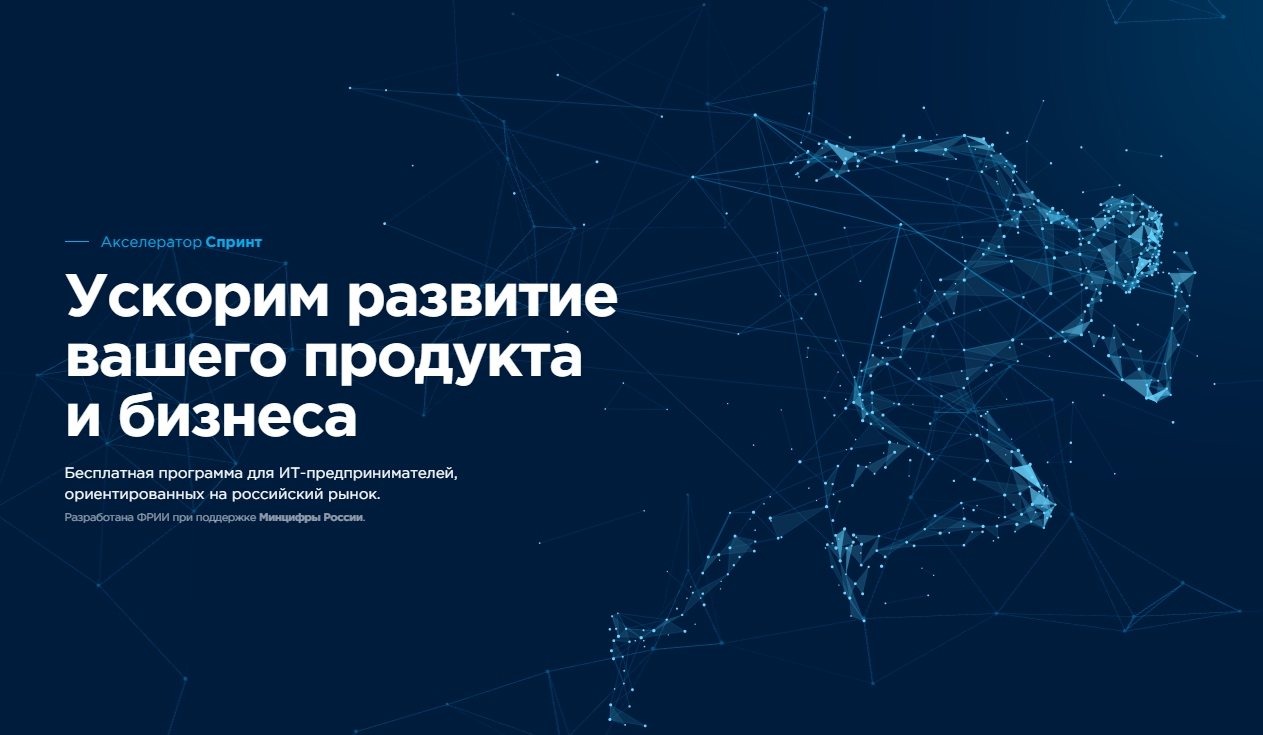 Акселератор Спринт
Ускорим развитие
вашего продукта
и бизнеса
Бесплатная программа для ИТ-предпринимателей,
ориентированных на российский рынок.
Разработана ФРИИ при поддержке Минцифры России.